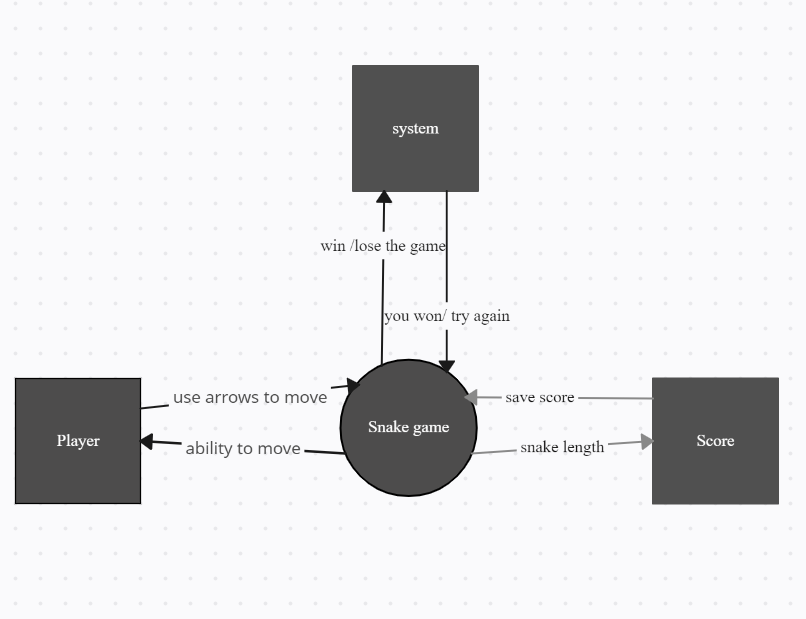 system
win /lose the game
you won/ try again
use arrows to move
save score
Player
Snake game
Score
ability to move
snake length